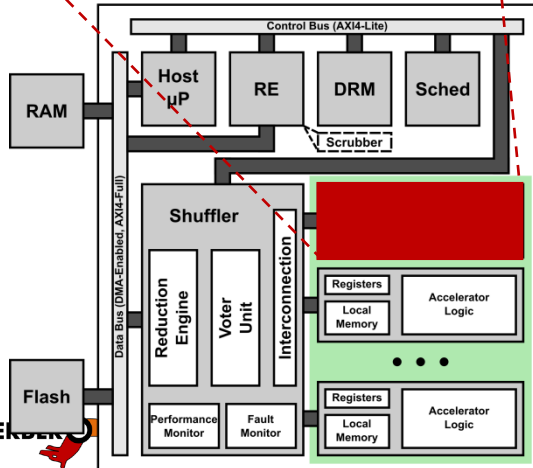 Control Bus (AXI4-Lite)
Host
µP
RE
DRM
Sched
RAM
Scrubber
Data Bus (DMA-Enabled, AXI4-Full)
Shuffler
Reduction
Engine
Voter
Unit
Interconnection
Registers
Local
Memory
Accelerator
Logic
• • •
Flash
Performance
Monitor
Fault
Monitor
Registers
Local
Memory
Accelerator
Logic